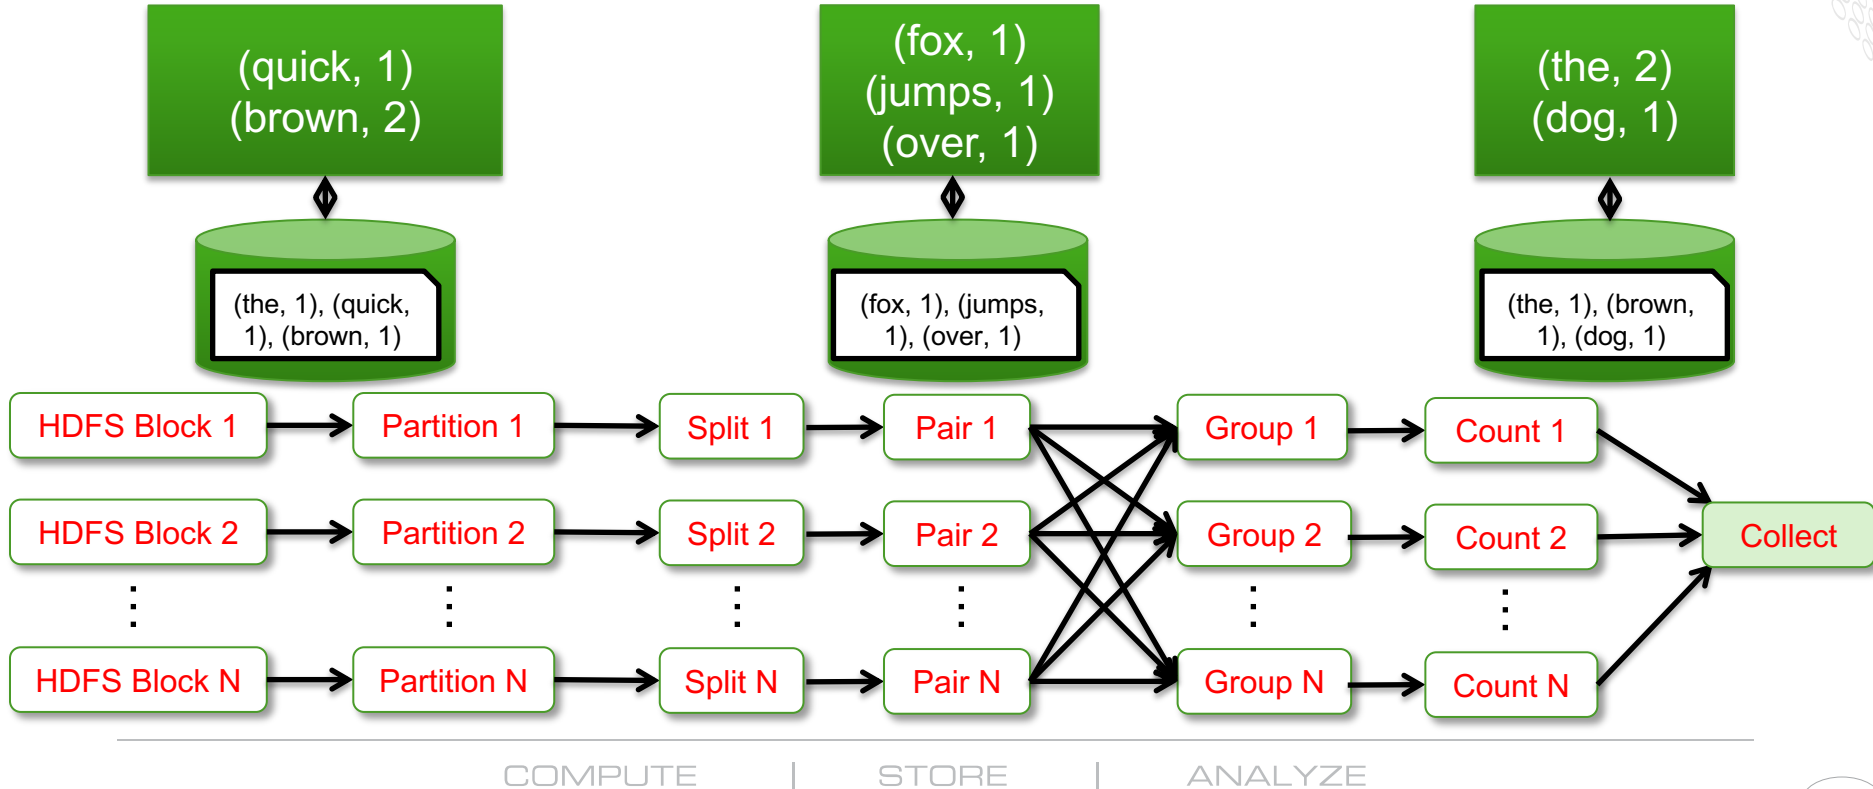 (quick, 1)
(brown, 2)
(fox, 1)
(jumps, 1)
(over, 1)
(the, 2)
(dog, 1)
(the, 1), (quick,
1), (brown, 1)
(fox, 1), (jumps,
1), (over, 1)
(the, 1), (brown,
1), (dog, 1)
HDFS Block 1
Partition 1
Split 1
Pair 1
Group 1
Count 1
HDFS Block 2
Partition 2
Split 2
Pair 2
Group 2
Count 2
Collect
HDFS Block N
Partition N
Split N
Pair N
Group N
Count N
COMPUTE | STORE | ANALYZE